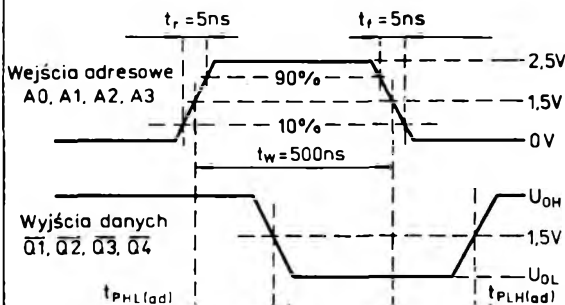 tr = 5ns tf = 5ns
Wejścia adresowe
A0, A1, A2, A3
2,5V
90%
1,5V
10%
0V
tw = 500ns
UOH
Wyjścia danych
Q1, Q2, Q3, Q4
1,5V
UOL
tPHL(ad) tPLH(ad)